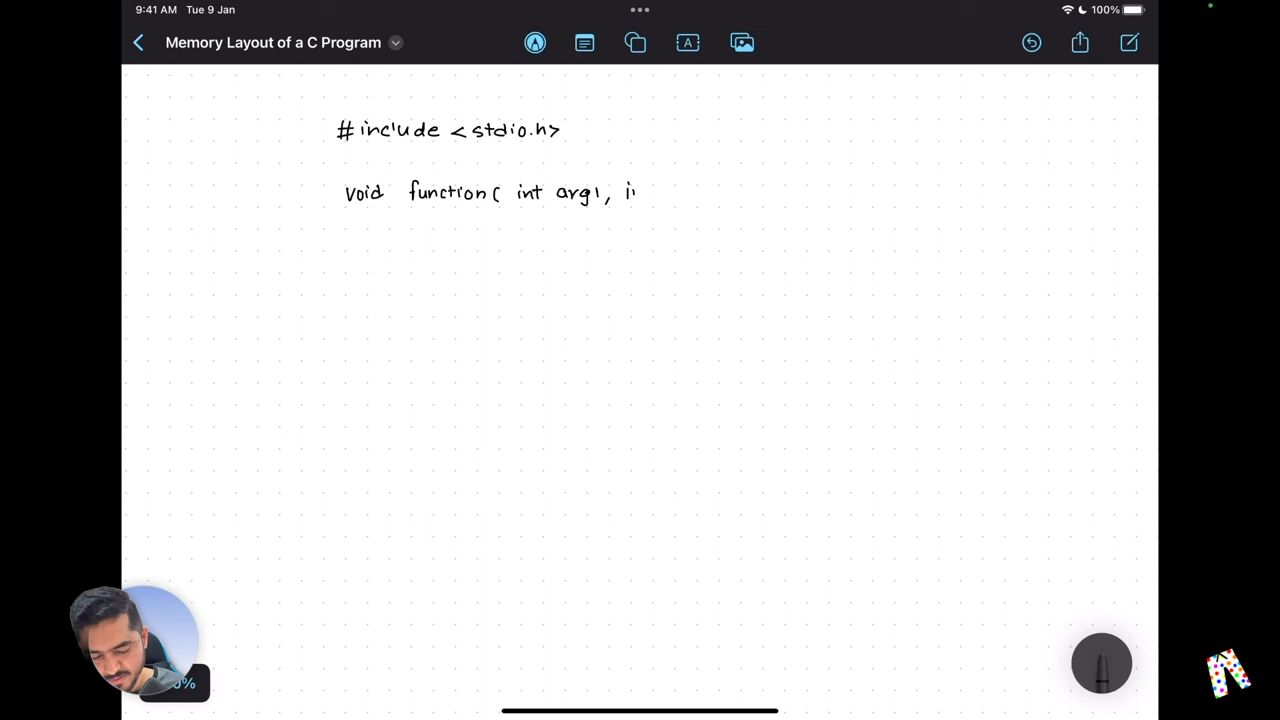 9:41 AM Tue 9 Jan
100%
Memory Layout of a C Program
A
#include <stdio.h>
void function( int arg1,